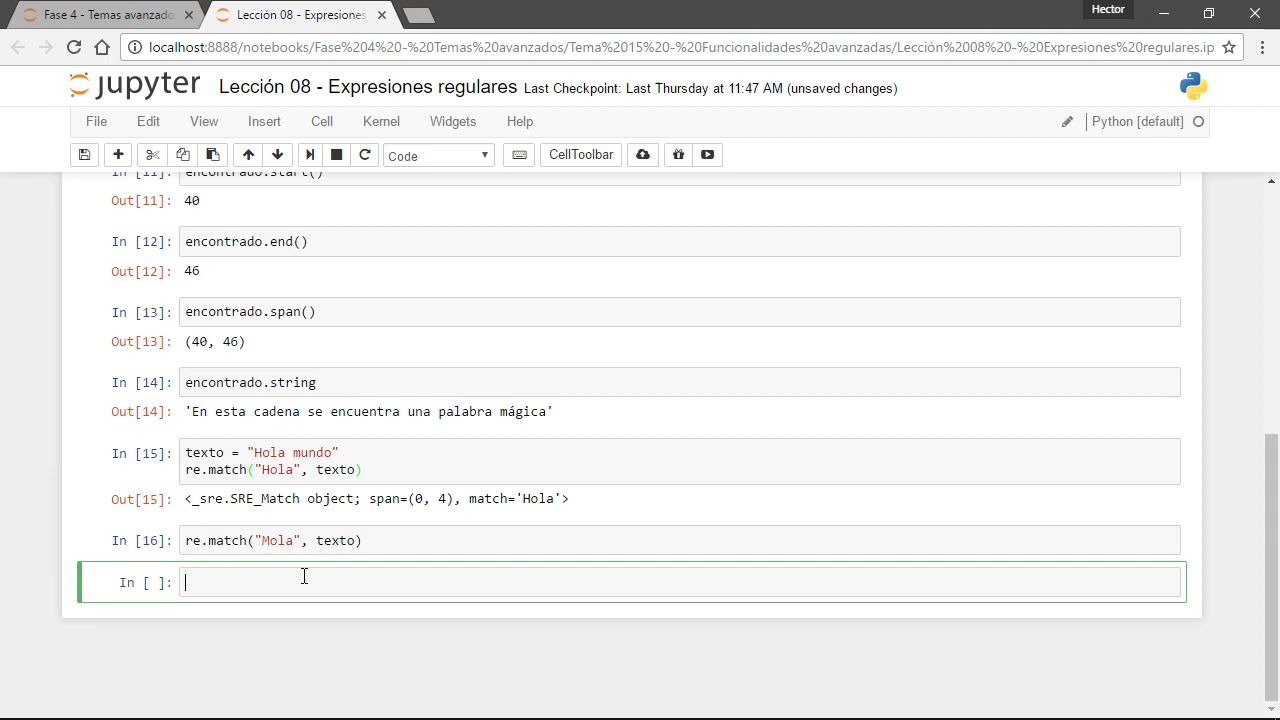 Fase 4 - Temas avanzado
Lección 08 - Expresiones
Hector
localhost:8888/notebooks/Fase%204%20-%20Temas%20avanzados/Tema%2015%20-%20Funcionalidades%20avanzadas/Lección%2008%20-%20Expresiones%20regulares.ip
jupyter Lección 08 - Expresiones regulares Last Checkpoint: Last Thursday at 11:47 AM (unsaved changes)
File Edit View Insert Cell Kernel Widgets Help Python [default]
Code CellToolbar
In [11]: encontrado.start()
Out[11]: 40
In [12]: encontrado.end()
Out[12]: 46
In [13]: encontrado.span()
Out[13]: (40, 46)
In [14]: encontrado.string
Out[14]: 'En esta cadena se encuentra una palabra mágica'
In [15]: texto = "Hola mundo"
re.match("Hola", texto)
Out[15]: <_sre.SRE_Match object; span=(0, 4), match='Hola'>
In [16]: re.match("Mola", texto)
In [ ]: